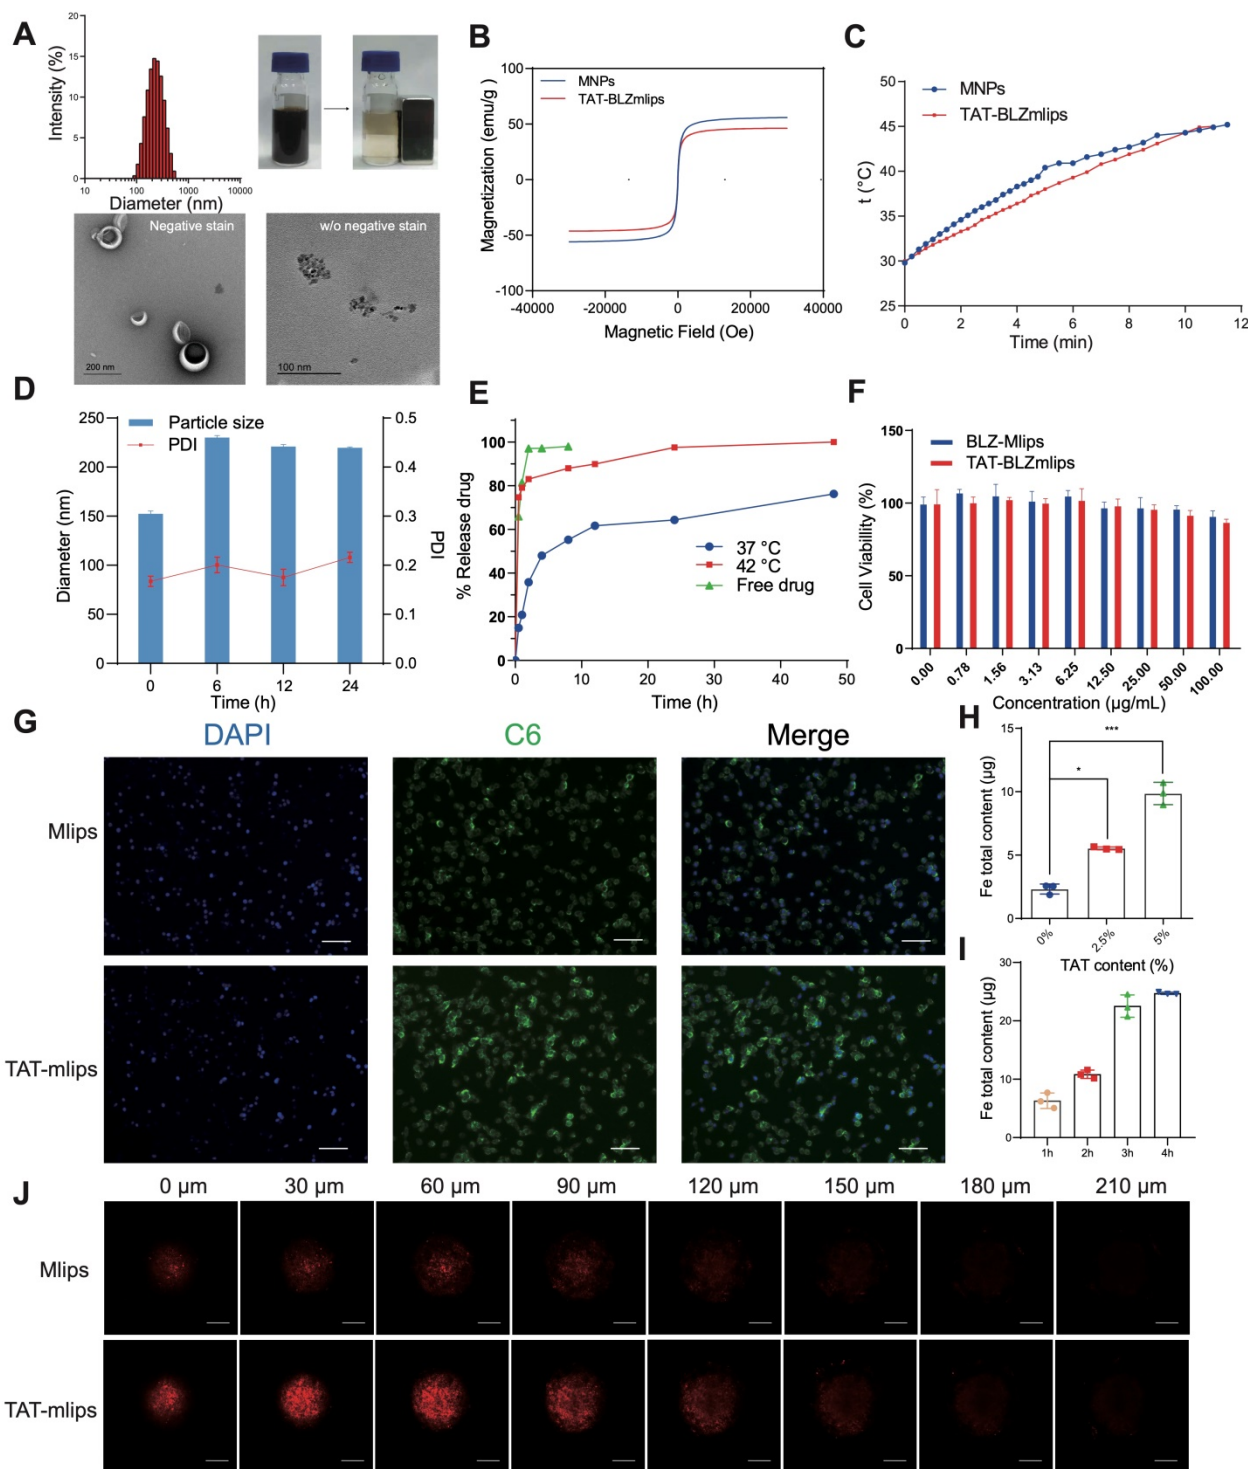 A
Intensity (%)
20
15
10
5
0
10 100 1000 10000
Diameter (nm)
Negative stain
200 nm
w/o negative stain
100 nm
B
Magnetization (emu/g )
100
50
0
-50
-100
-40000 -20000 0 20000 40000
Magnetic Field (Oe)
MNPs
TAT-BLZmlips
C
t (°C)
50
45
40
35
30
25
0 2 4 6 8 10 12
Time (min)
MNPs
TAT-BLZmlips
D
Diameter (nm)
250
200
150
100
50
0
Particle size
PDI
0.5
0.4
0.3
0.2
0.1
0.0
PDI
0 6 12 24
Time (h)
E
% Release drug
100
80
60
40
20
0
0 10 20 30 40 50
Time (h)
37 °C
42 °C
Free drug
F
Cell Viabillity (%)
150
100
50
0
BLZ-Mlips
TAT-BLZmlips
0.00 0.78 1.56 3.13 6.25 12.50 25.00 50.00 100.00
Concentration (µg/mL)
G
DAPI C6 Merge
Mlips
TAT-mlips
H
Fe total content (µg)
15
10
5
0
*
***
0% 2.5% 5%
TAT content (%)
I
Fe total content (µg)
30
20
10
0
1h 2h 3h 4h
J
0 µm 30 µm 60 µm 90 µm 120 µm 150 µm 180 µm 210 µm
Mlips
TAT-mlips